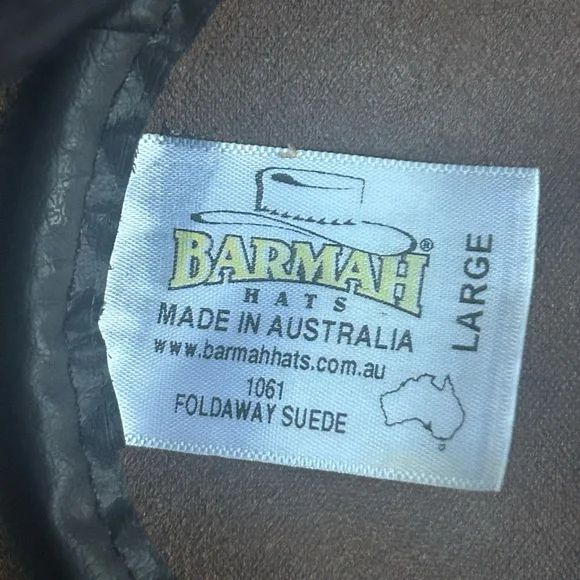 BARMAH®
HATS
MADE IN AUSTRALIA
www.barmahhats.com.au
1061
FOLDAWAY SUEDE
LARGE